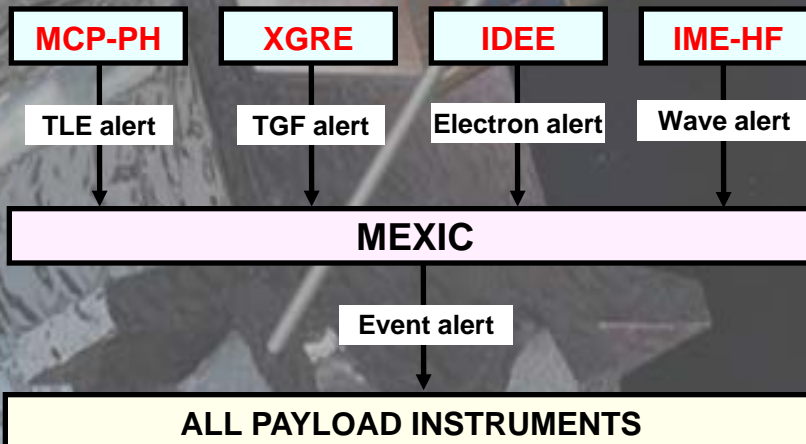 MCP-PH XGRE IDEE IME-HF
TLE alert TGF alert Electron alert Wave alert
MEXIC
Event alert
ALL PAYLOAD INSTRUMENTS